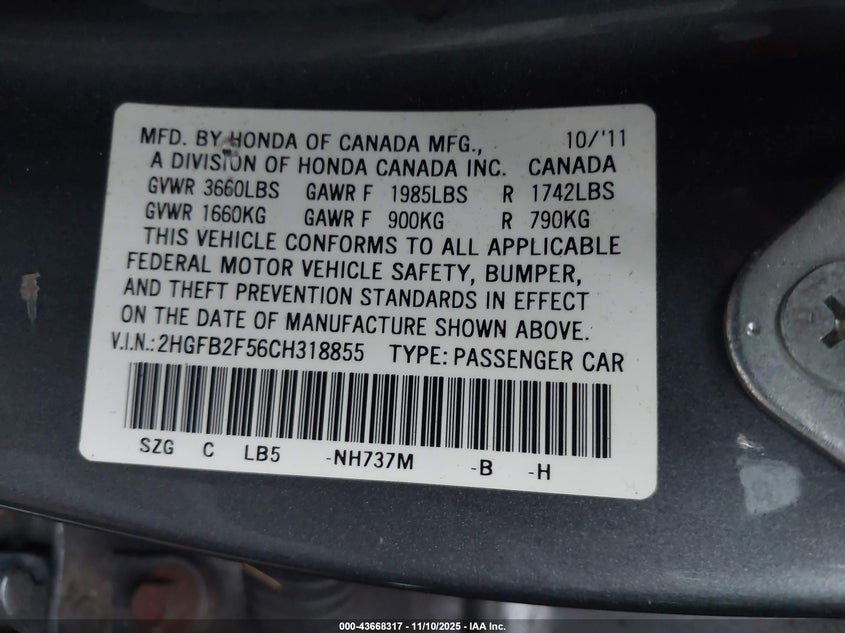 MFD. BY HONDA OF CANADA MFG., 10/'11
A DIVISION OF HONDA CANADA INC. CANADA
GVWR 3660LBS GAWR F 1985LBS R 1742LBS
GVWR 1660KG GAWR F 900KG R 790KG
THIS VEHICLE CONFORMS TO ALL APPLICABLE
FEDERAL MOTOR VEHICLE SAFETY, BUMPER,
AND THEFT PREVENTION STANDARDS IN EFFECT
ON THE DATE OF MANUFACTURE SHOWN ABOVE.
V.I.N.: 2HGFB2F56CH318855 TYPE: PASSENGER CAR
SZG C LB5 -NH737M -B -H
000-43668317 - 11/10/2025 - IAA Inc.